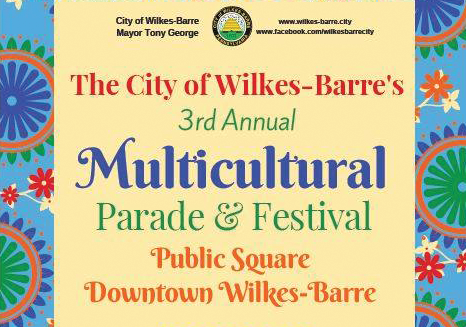 City of Wilkes-Barre
Mayor Tony George
www.wilkes-barre.city
www.facebook.com/wilkesbarrecity
The City of Wilkes-Barre's
3rd Annual
Multicultural
Parade & Festival
Public Square
Downtown Wilkes-Barre